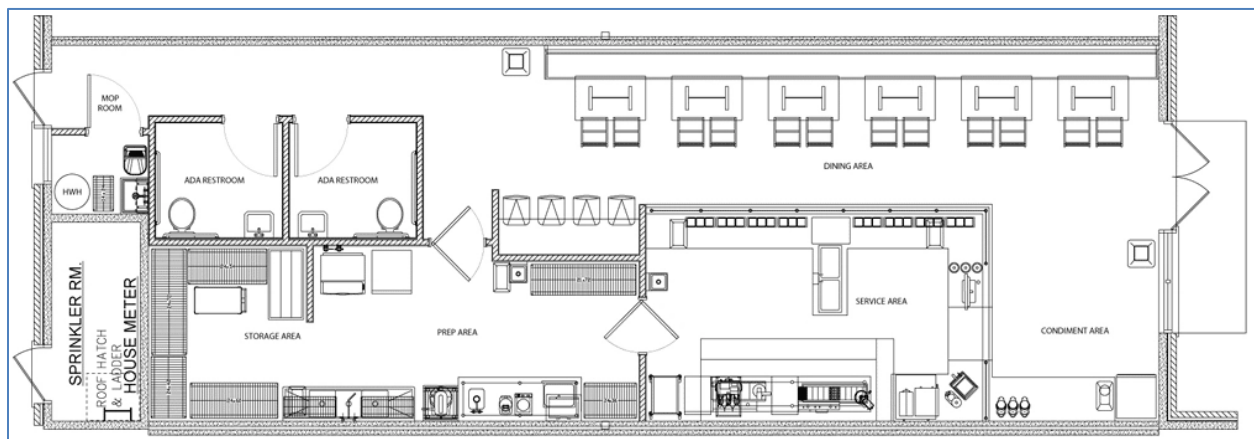 MOP
ROOM
HWH
ADA RESTROOM
ADA RESTROOM
DINING AREA
STORAGE AREA
PREP AREA
SERVICE AREA
CONDIMENT AREA
SPRINKLER RM.
ROOF HATCH
& LADDER
HOUSE METER